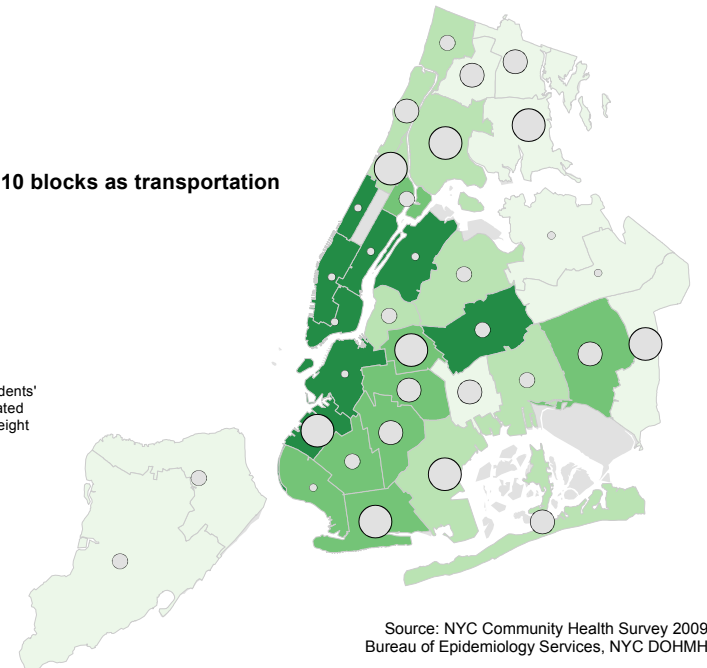 10 blocks as transportation
dents'
ated
eight
Source: NYC Community Health Survey 2009
Bureau of Epidemiology Services, NYC DOHMH